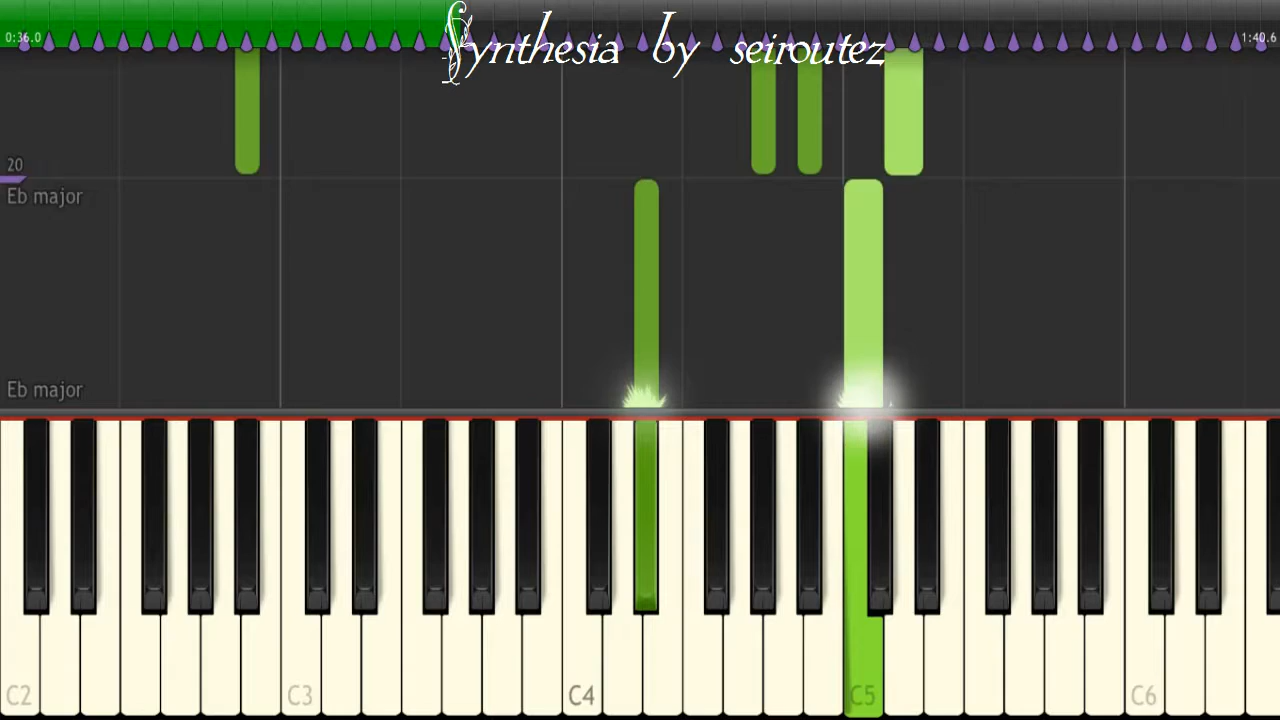 Synthesia by seiroutez
0:36.0
1:40.6
20
Eb major
Eb major
C2
C3
C4
C5
C6